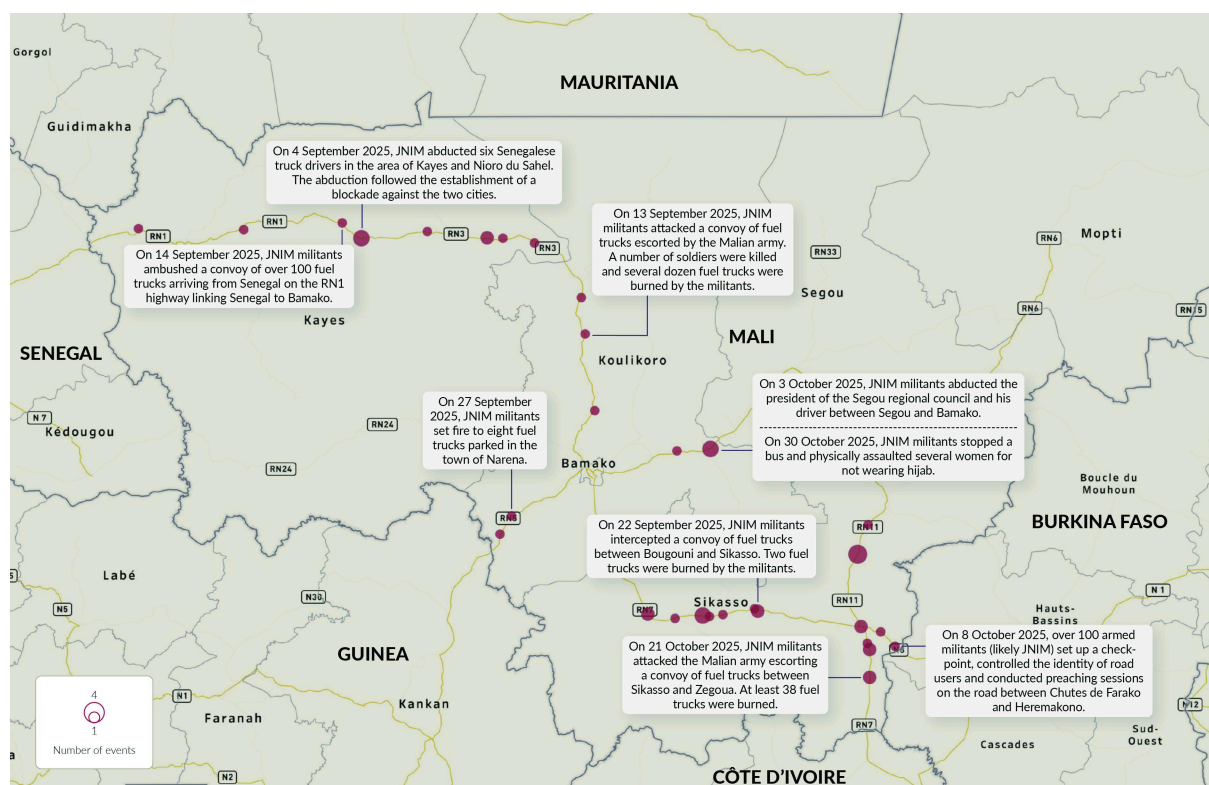 Gorgol
MAURITANIA
Guidimakha
On 4 September 2025, JNIM abducted six Senegalese
truck drivers in the area of Kayes and Nioro du Sahel.
The abduction followed the establishment of a
blockade against the two cities.
On 13 September 2025, JNIM
militants attacked a convoy of fuel
trucks escorted by the Malian army.
A number of soldiers were killed
and several dozen fuel trucks were
burned by the militants.
RN1
RN1
RN3
RN3
RN33
RN6
Mopti
On 14 September 2025, JNIM militants
ambushed a convoy of over 100 fuel
trucks arriving from Senegal on the RN1
highway linking Senegal to Bamako.
Segou
RN6
RN15
Kayes
MALI
SENEGAL
Koulikoro
On 3 October 2025, JNIM militants abducted the
president of the Segou regional council and his
driver between Segou and Bamako.
On 30 October 2025, JNIM militants stopped a
bus and physically assaulted several women for
not wearing hijab.
On 27 September
2025, JNIM militants
set fire to eight fuel
trucks parked in the
town of Narena.
N 7
Kédougou
RN24
RN24
Bamako
Boucle du
Mouhoun
RN5
On 22 September 2025, JNIM militants
intercepted a convoy of fuel trucks
between Bougouni and Sikasso. Two fuel
trucks were burned by the militants.
RN11
BURKINA FASO
Labé
N5
N30
N 1
RN7
Sikasso
RN11
Hauts-
Bassins
On 21 October 2025, JNIM militants
attacked the Malian army escorting
a convoy of fuel trucks between
Sikasso and Zegoua. At least 38 fuel
trucks were burned.
On 8 October 2025, over 100 armed
militants (likely JNIM) set up a check-
point, controlled the identity of road
users and conducted preaching sessions
on the road between Chutes de Farako
and Heremakono.
GUINEA
N1
Kankan
Faranah
4
1
Number of events
RN7
N12
Sud-
Ouest
Cascades
N2
CÔTE D'IVOIRE